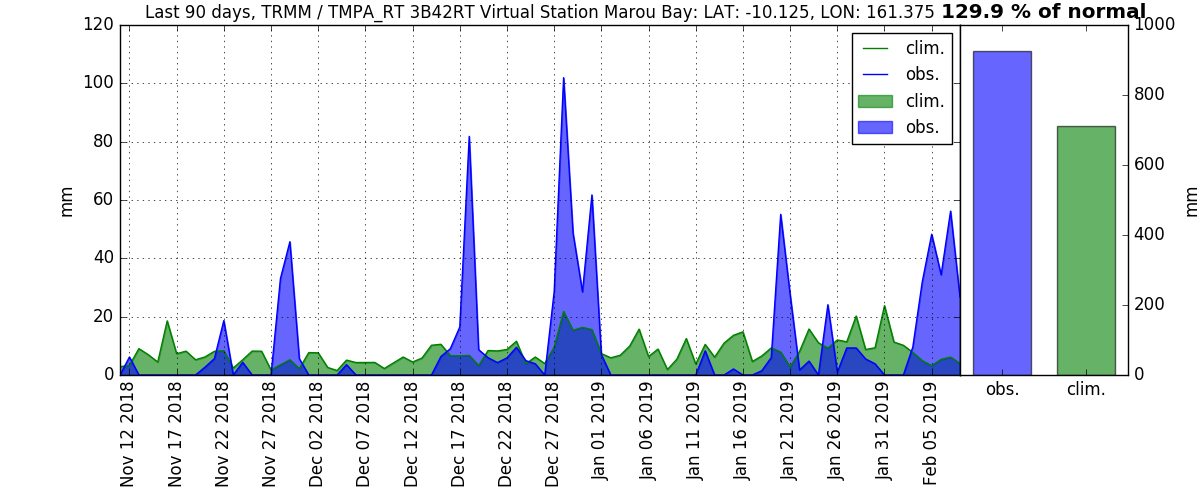 Last 90 days, TRMM / TMPA_RT 3B42RT Virtual Station Marou Bay: LAT: -10.125, LON: 161.375 129.9 % of normal
120
100
80
60
40
20
0
mm
clim.
obs.
clim.
obs.
1000
800
600
400
200
0
mm
Nov 12 2018
Nov 17 2018
Nov 22 2018
Nov 27 2018
Dec 02 2018
Dec 07 2018
Dec 12 2018
Dec 17 2018
Dec 22 2018
Dec 27 2018
Jan 01 2019
Jan 06 2019
Jan 11 2019
Jan 16 2019
Jan 21 2019
Jan 26 2019
Jan 31 2019
Feb 05 2019
obs.
clim.